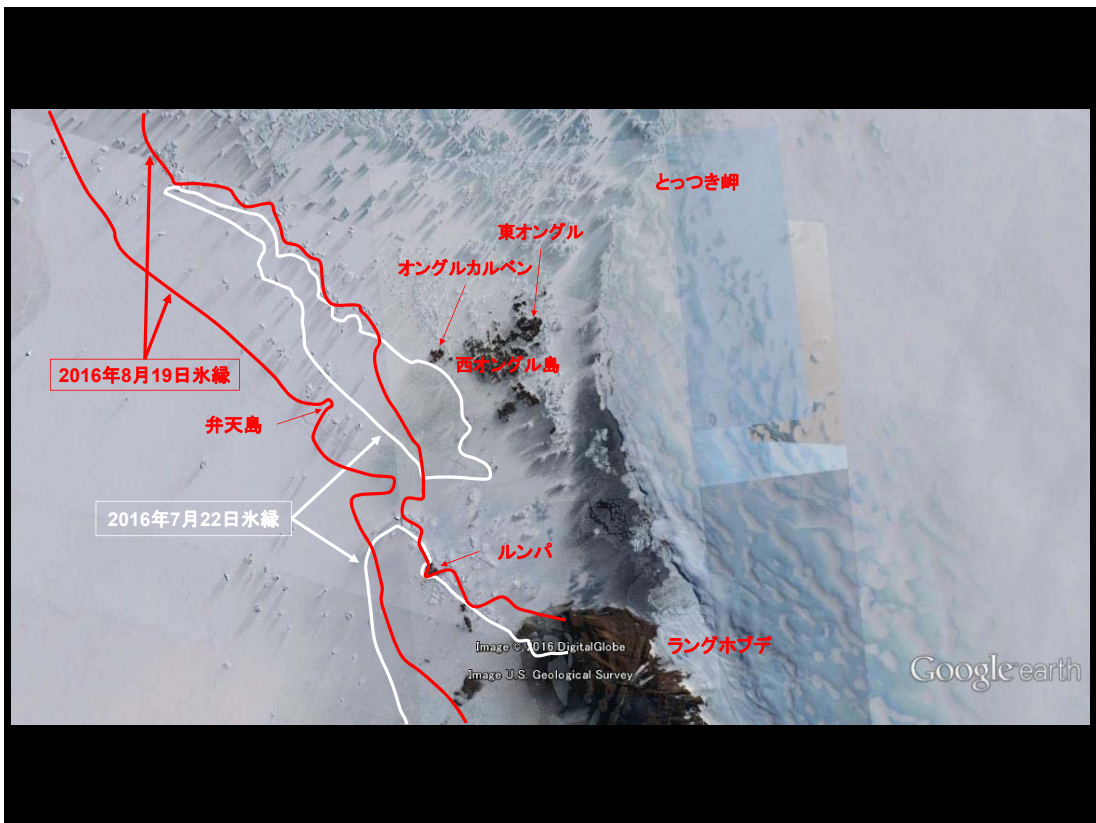 とっつき岬
東オングル
オングルカルベン
西オングル島
2016年8月19日氷縁
弁天島
2016年7月22日氷縁
ルンパ
ラングホブデ
Image © 2016 DigitalGlobe
Image U.S. Geological Survey
Google earth